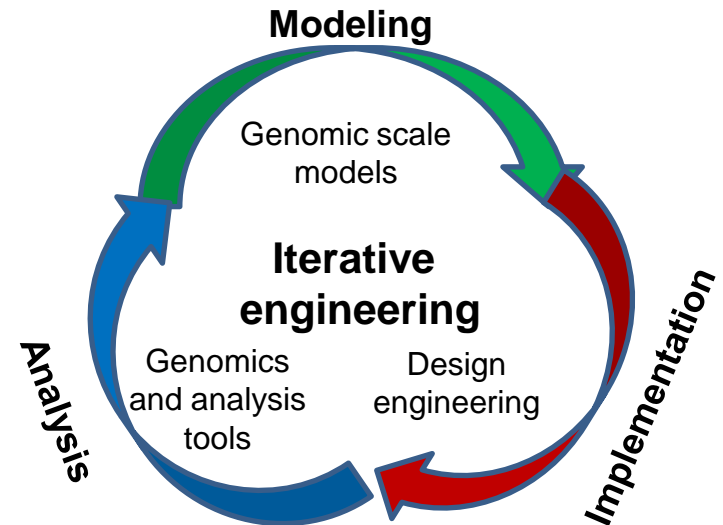 Modeling
Genomic scale
models
Iterative
engineering
Genomics
and analysis
tools
Design
engineering
Analysis
Implementation